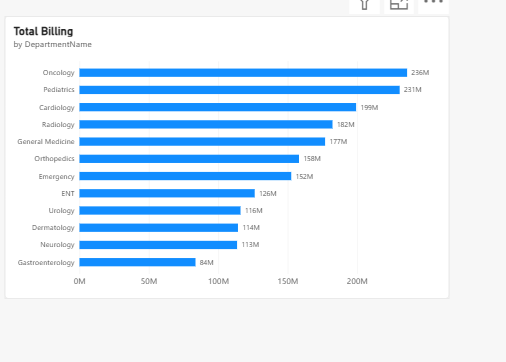 Total Billing
by DepartmentName
Oncology 236M
Pediatrics 231M
Cardiology 199M
Radiology 182M
General Medicine 177M
Orthopedics 158M
Emergency 152M
ENT 126M
Urology 116M
Dermatology 114M
Neurology 113M
Gastroenterology 84M
0M 50M 100M 150M 200M